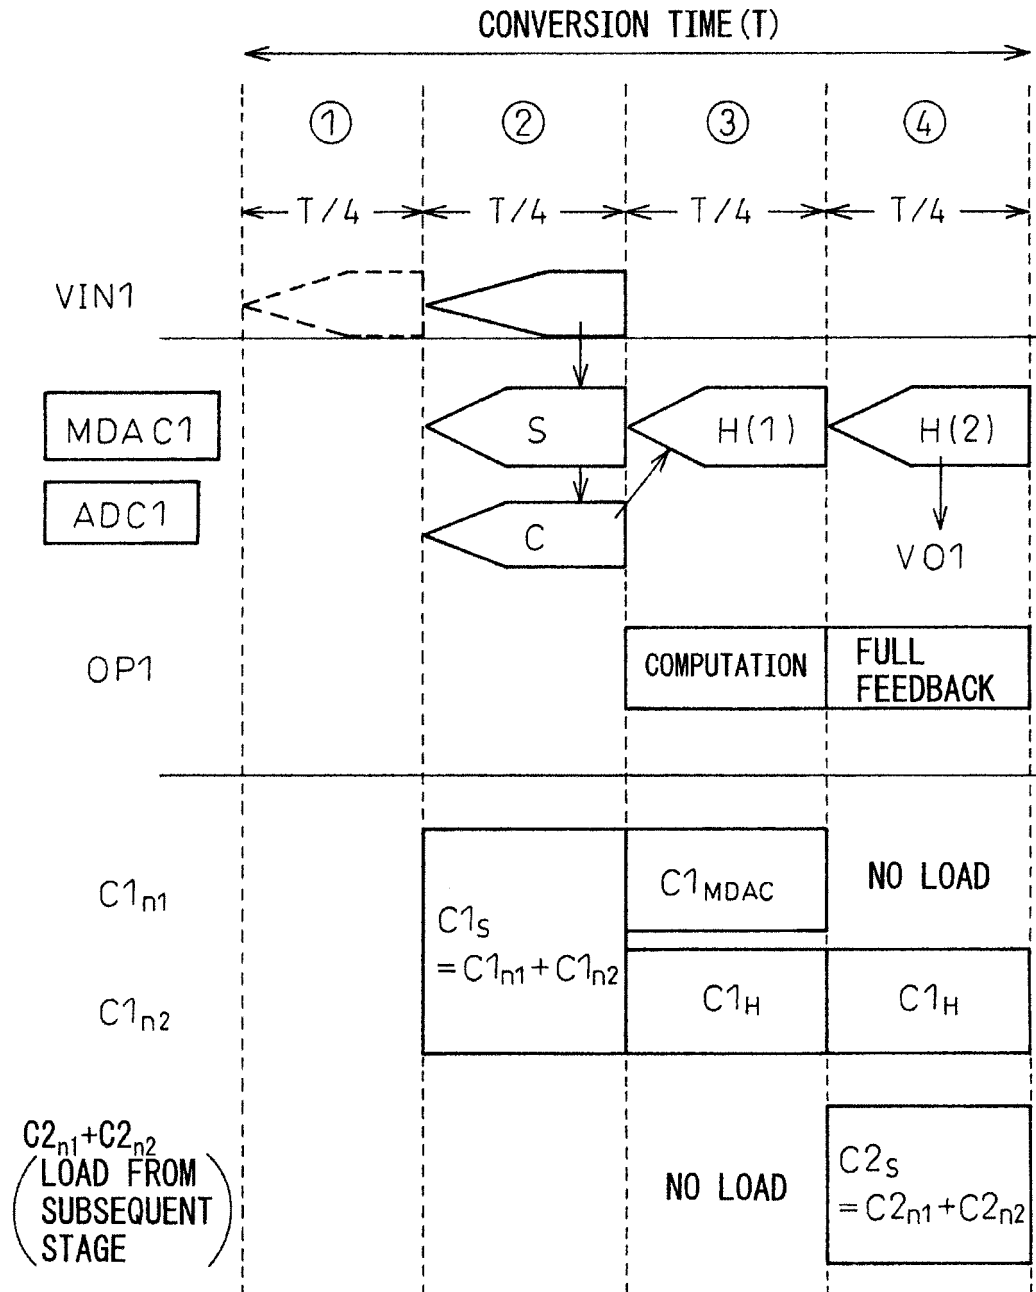 CONVERSION TIME(T)
① ② ③ ④
T/4 T/4 T/4 T/4
VIN1
MDAC1 S H(1) H(2)
ADC1 C VO1
OP1 COMPUTATION FULL
FEEDBACK
C1n1 C1MDAC NO LOAD
C1S
=C1n1+C1n2
C1n2 C1H C1H
C2n1+C2n2
(LOAD FROM
SUBSEQUENT
STAGE)
NO LOAD
C2S
=C2n1+C2n2